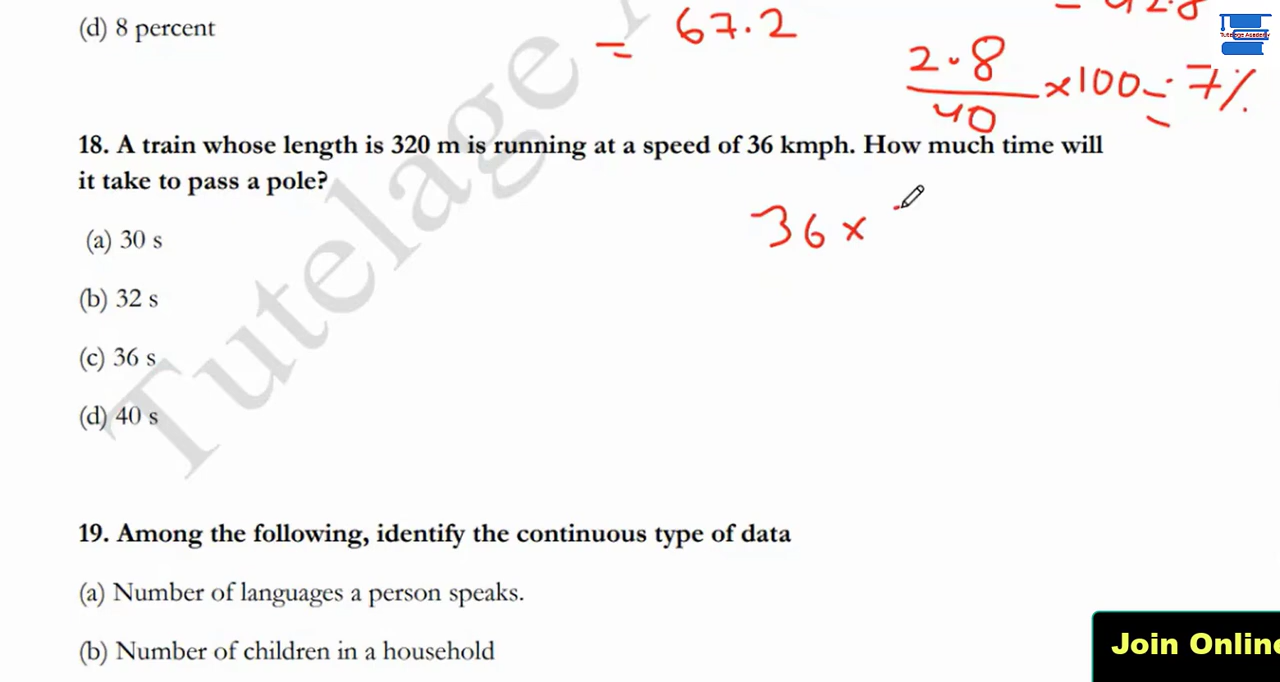 (d) 8 percent
= 67.2
2.8
40
×100 = 7%
18. A train whose length is 320 m is running at a speed of 36 kmph. How much time will
it take to pass a pole?
36 ×
(a) 30 s
(b) 32 s
(c) 36 s
(d) 40 s
19. Among the following, identify the continuous type of data
(a) Number of languages a person speaks.
(b) Number of children in a household
Join Online
Tutelage
Tutelage Academy